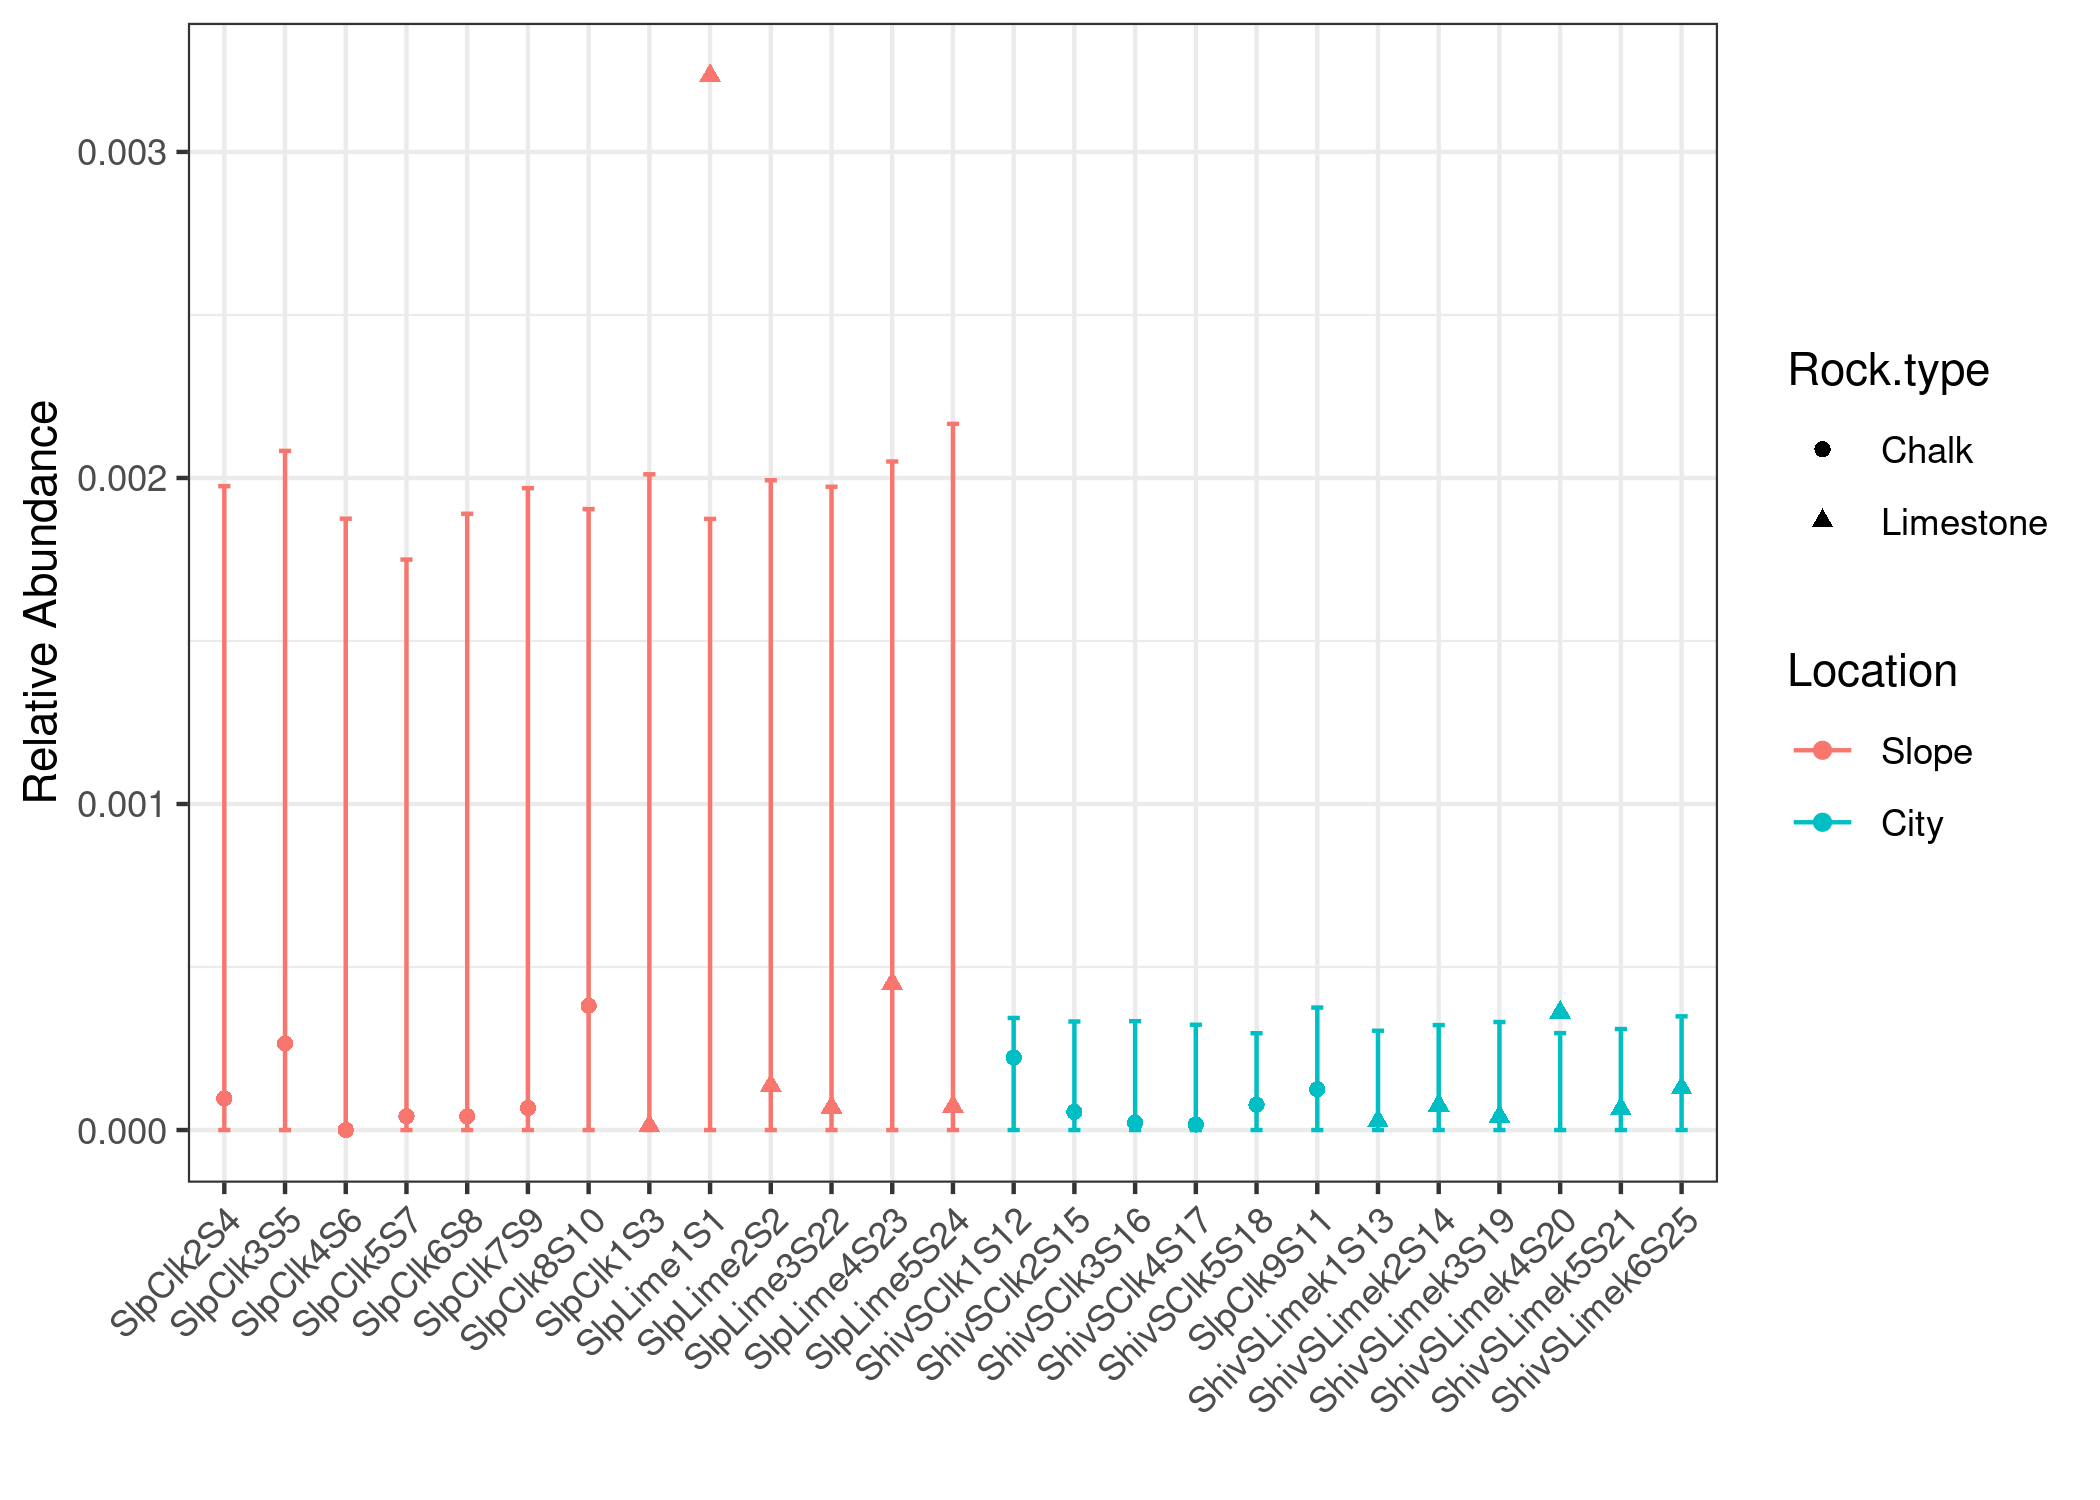 Relative Abundance
0.003
0.002
0.001
0.000
SlpClk2S4
SlpClk3S5
SlpClk4S6
SlpClk5S7
SlpClk6S8
SlpClk7S9
SlpClk8S10
SlpClk1S3
SlpLime1S1
SlpLime2S2
SlpLime3S22
SlpLime4S23
SlpLime5S24
ShivSClk1S12
ShivSClk2S15
ShivSClk3S16
ShivSClk4S17
ShivSClk5S18
SlpClk9S11
ShivSLimek1S13
ShivSLimek2S14
ShivSLimek3S19
ShivSLimek4S20
ShivSLimek5S21
ShivSLimek6S25
Rock.type
Chalk
Limestone
Location
Slope
City